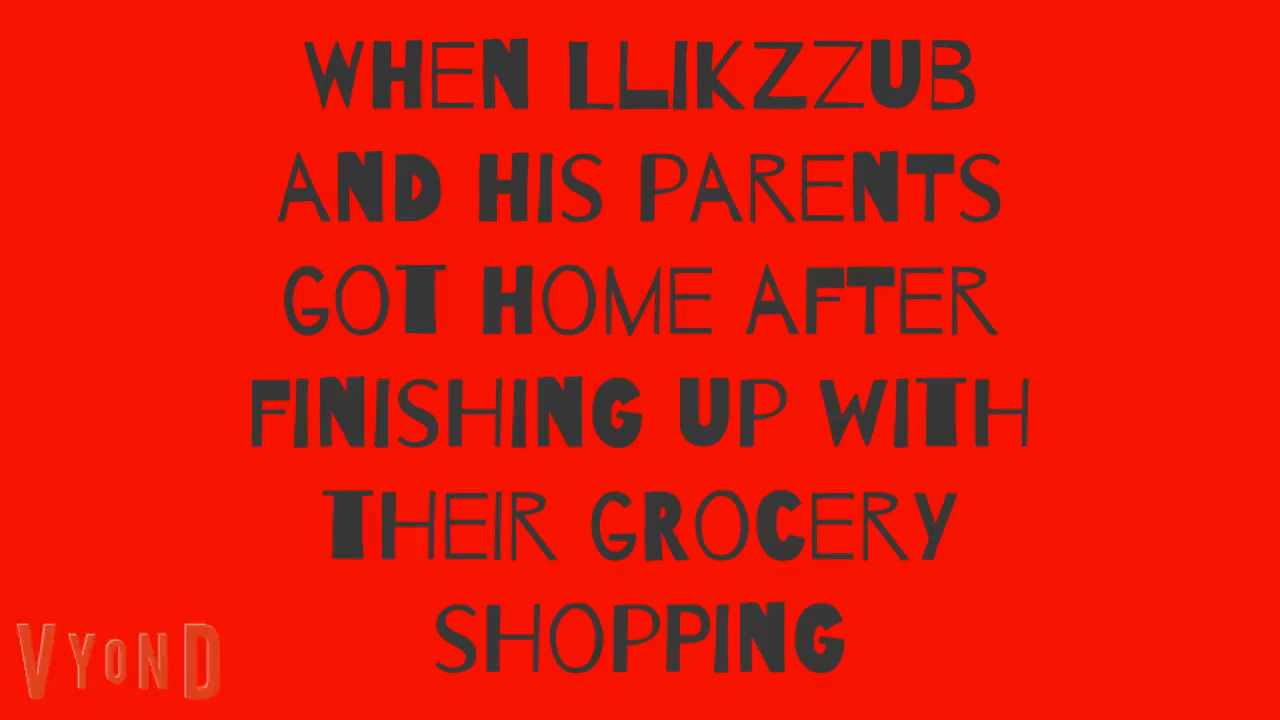 WHEN LLIKZZUB
AND HIS PARENTS
GOT HOME AFTER
FINISHING UP WITH
THEIR GROCERY
SHOPPING
VYOND